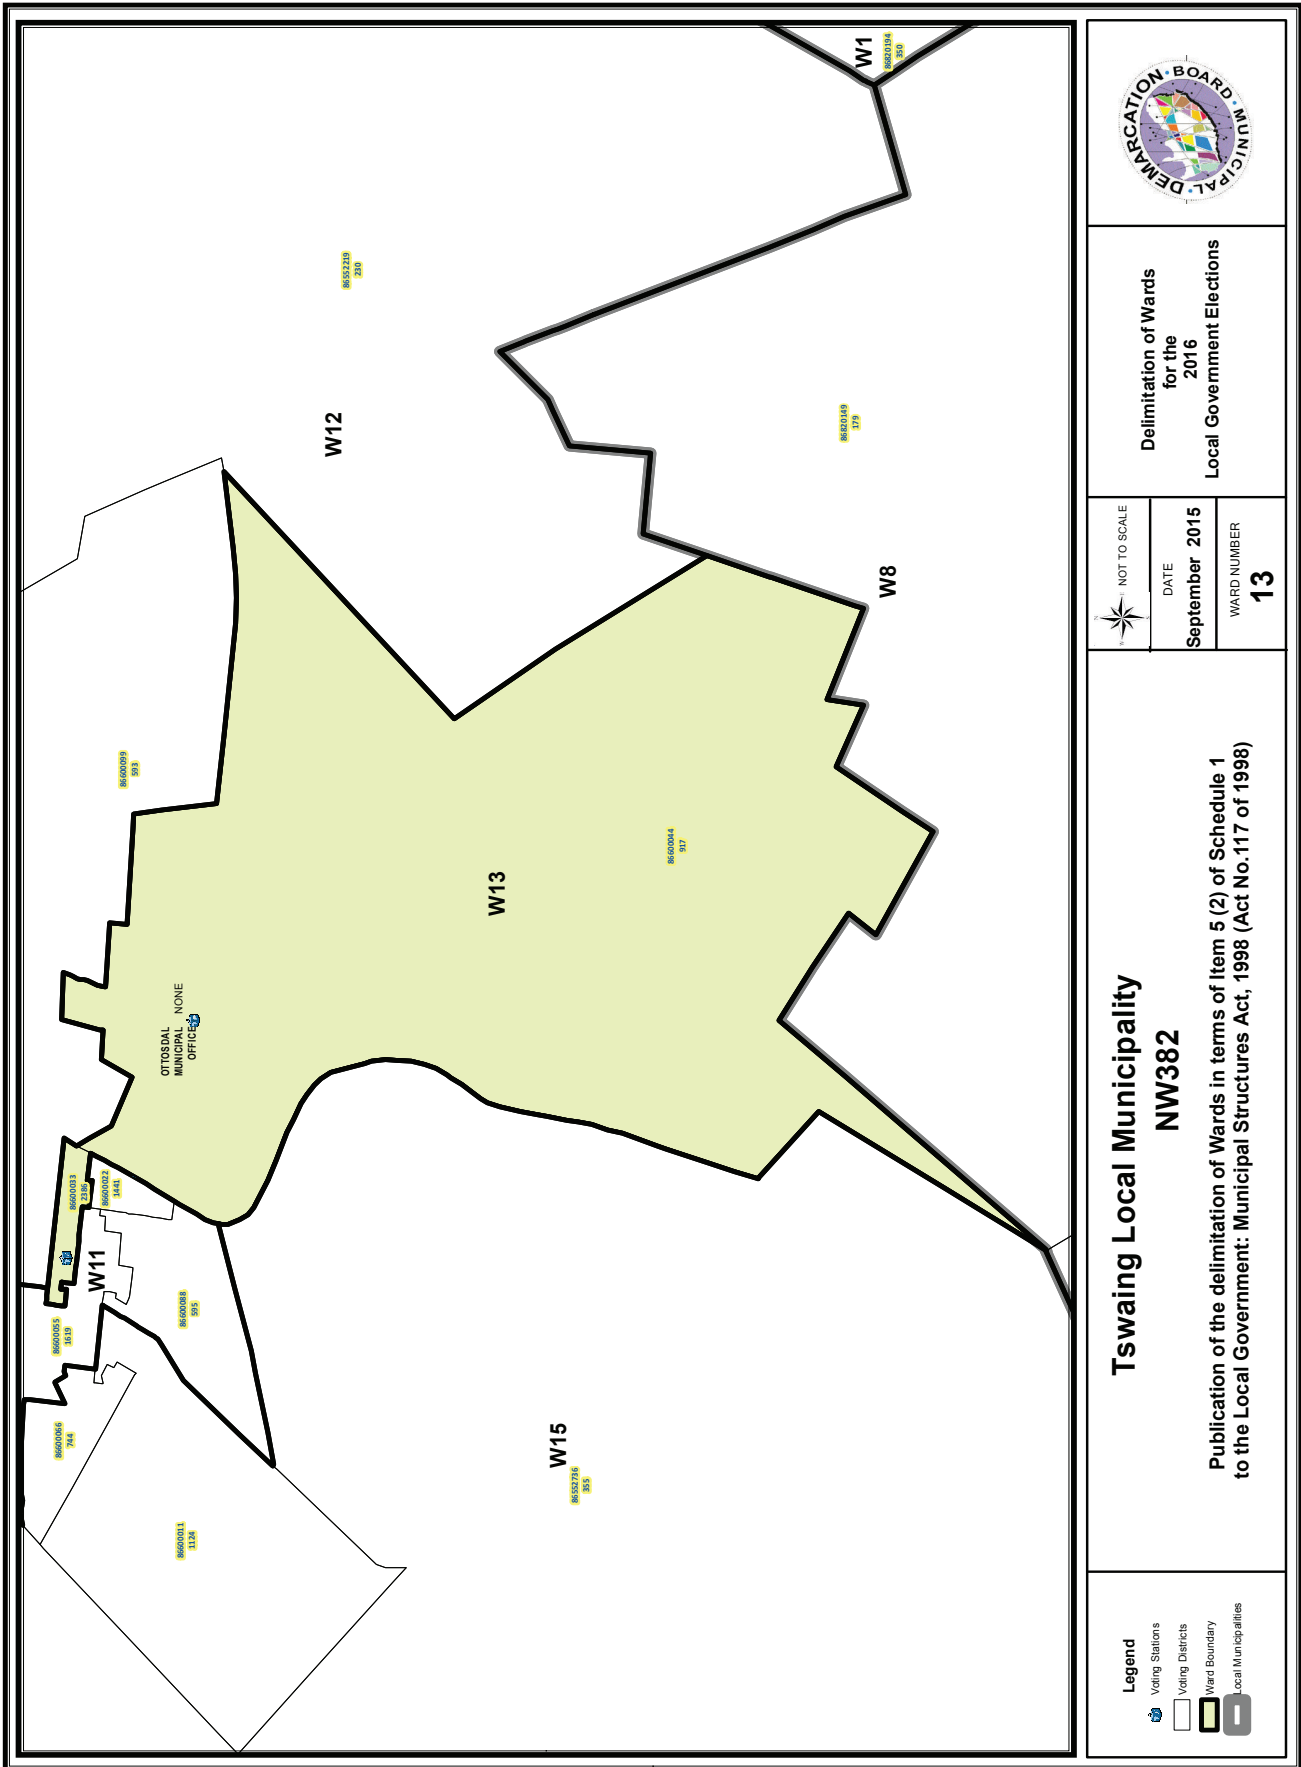 W1
86820194
350
86552219
230
W12
86820149
179
W8
86600099
593
86600044
917
W13
OTTOSDAL
MUNICIPAL
OFFICE
NONE
86600033
2386
86600022
1441
W11
86600088
595
86600055
1619
86600066
744
86600011
1124
W15
86552736
355
Legend
Voting Stations
Voting Districts
Ward Boundary
Local Municipalities
Tswaing Local Municipality
NW382
Publication of the delimitation of Wards in terms of Item 5 (2) of Schedule 1
to the Local Government: Municipal Structures Act, 1998 (Act No.117 of 1998)
NOT TO SCALE
DATE
September 2015
WARD NUMBER
13
Delimitation of Wards
for the
2016
Local Government Elections
MUNICIPAL • DEMARCATION • BOARD •